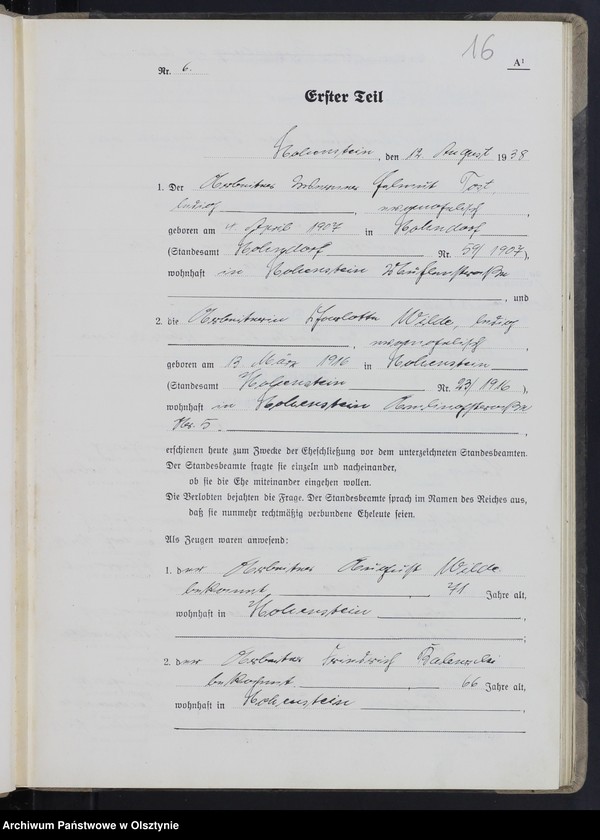 16
A¹
Nr. 6.
Erster Teil
Hohenstein, den 12. August 1938
1. Der Arbeiter Helmut Tost,
ledig, evangelisch,
geboren am 4. April 1907 in Hohendorf
(Standesamt Hohendorf Nr. 59/1907),
wohnhaft in Hohenstein
, und
2. die Arbeiterin Charlotte Wilde, ledig
, evangelisch,
geboren am 13 März 1916 in Hohenstein
(Standesamt Hohenstein Nr. 23/1916),
wohnhaft in Hohenstein
Nr. 5.,
erschienen heute zum Zwecke der Eheschließung vor dem unterzeichneten Standesbeamten.
Der Standesbeamte fragte sie einzeln und nacheinander,
ob sie die Ehe miteinander eingehen wollen.
Die Verlobten bejahten die Frage. Der Standesbeamte sprach im Namen des Reiches aus,
daß sie nunmehr rechtmäßig verbundene Eheleute seien.
Als Zeugen waren anwesend:
1. der Arbeiter August Wilde
bekannt, 71 Jahre alt,
wohnhaft in Hohenstein,
;
2. der Arbeiter Friedrich
bekannt, 66 Jahre alt,
wohnhaft in Hohenstein,
Archiwum Państwowe w Olsztynie